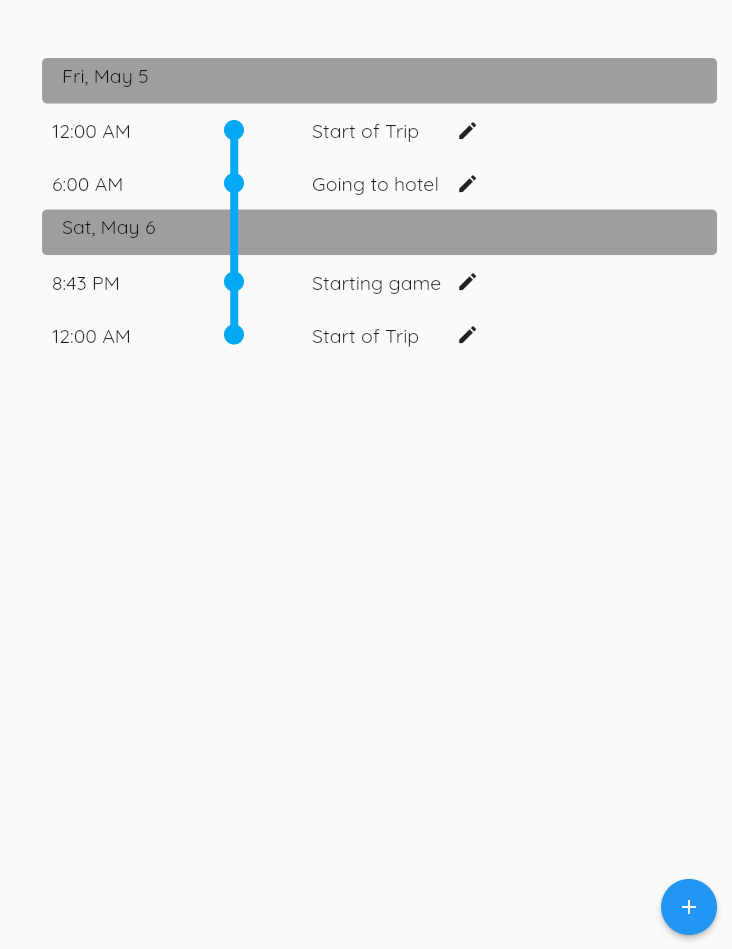 Fri, May 5
12:00 AM Start of Trip
6:00 AM Going to hotel
Sat, May 6
8:43 PM Starting game
12:00 AM Start of Trip